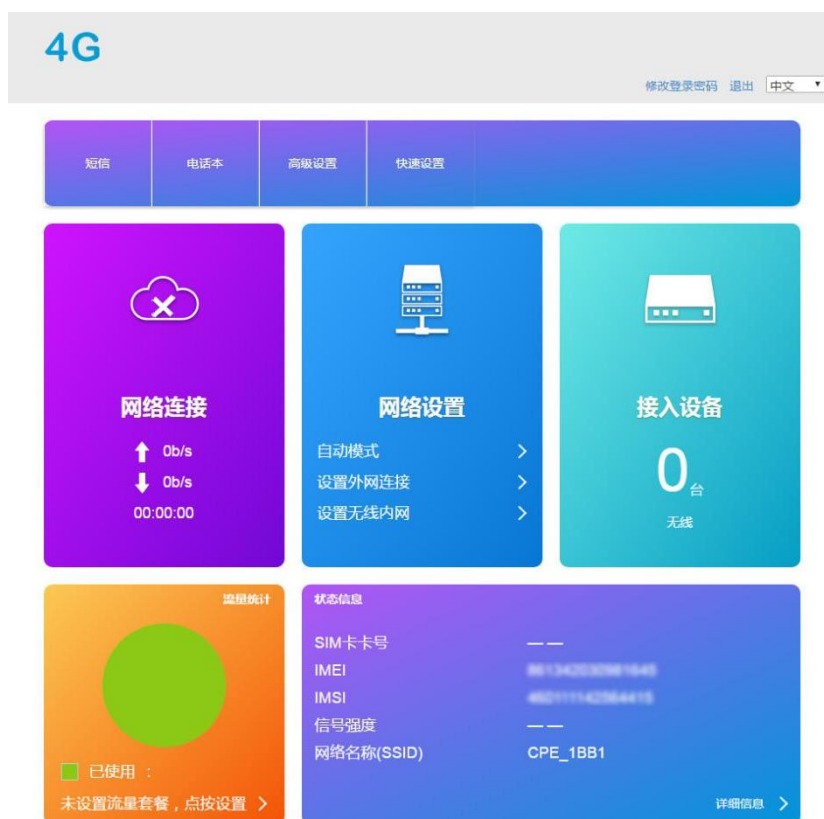 4G
修改登录密码 退出 中文
短信 电话本 高级设置 快速设置
网络连接
0b/s
0b/s
00:00:00
网络设置
自动模式
设置外网连接
设置无线内网
接入设备
0台
无线
流量统计
已使用 ：
未设置流量套餐，点按设置
状态信息
SIM卡卡号 — —
IMEI
IMSI
信号强度 — —
网络名称(SSID) CPE_1BB1
详细信息